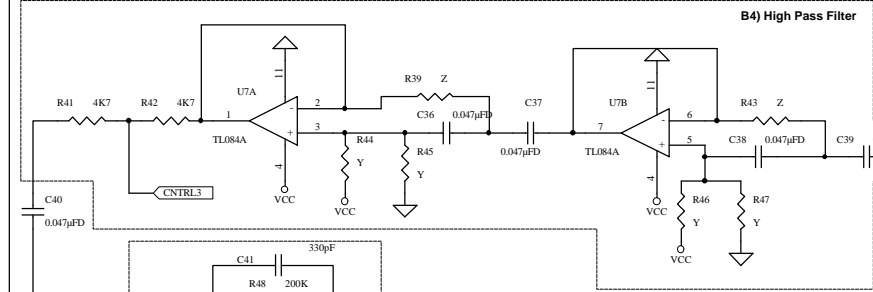 B4) High Pass Filter
R41 4K7 R42 4K7
U7A
11
1
2
3
4
-
+
TL084A
VCC
R39 Z
C36 0.047µFD
C37
0.047µFD
R44
Y
VCC
R45
Y
U7B
11
7
6
5
4
-
+
TL084A
VCC
R43 Z
C38 0.047µFD C39
R46
Y
VCC
R47
Y
CNTRL3
C40
0.047µFD
330pF
C41
R48 200K